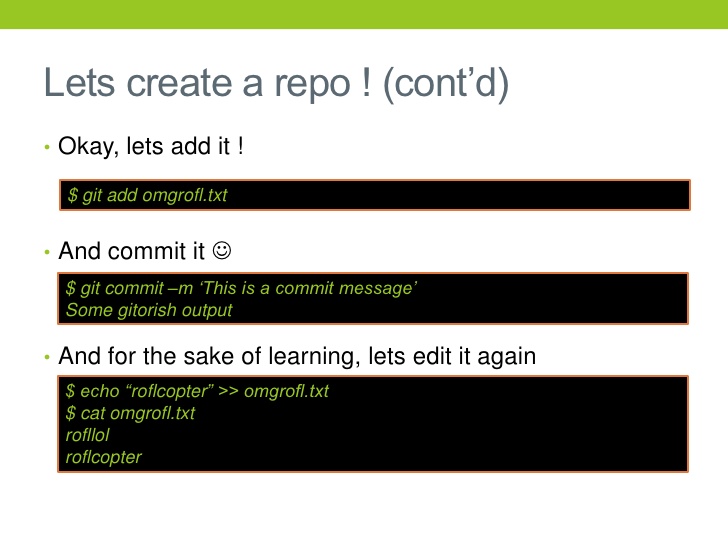 Lets create a repo ! (cont’d)
• Okay, lets add it !
$ git add omgrofl.txt
• And commit it ☺
$ git commit –m ‘This is a commit message’
Some gitorish output
• And for the sake of learning, lets edit it again
$ echo “roflcopter” >> omgrofl.txt
$ cat omgrofl.txt
rofllol
roflcopter